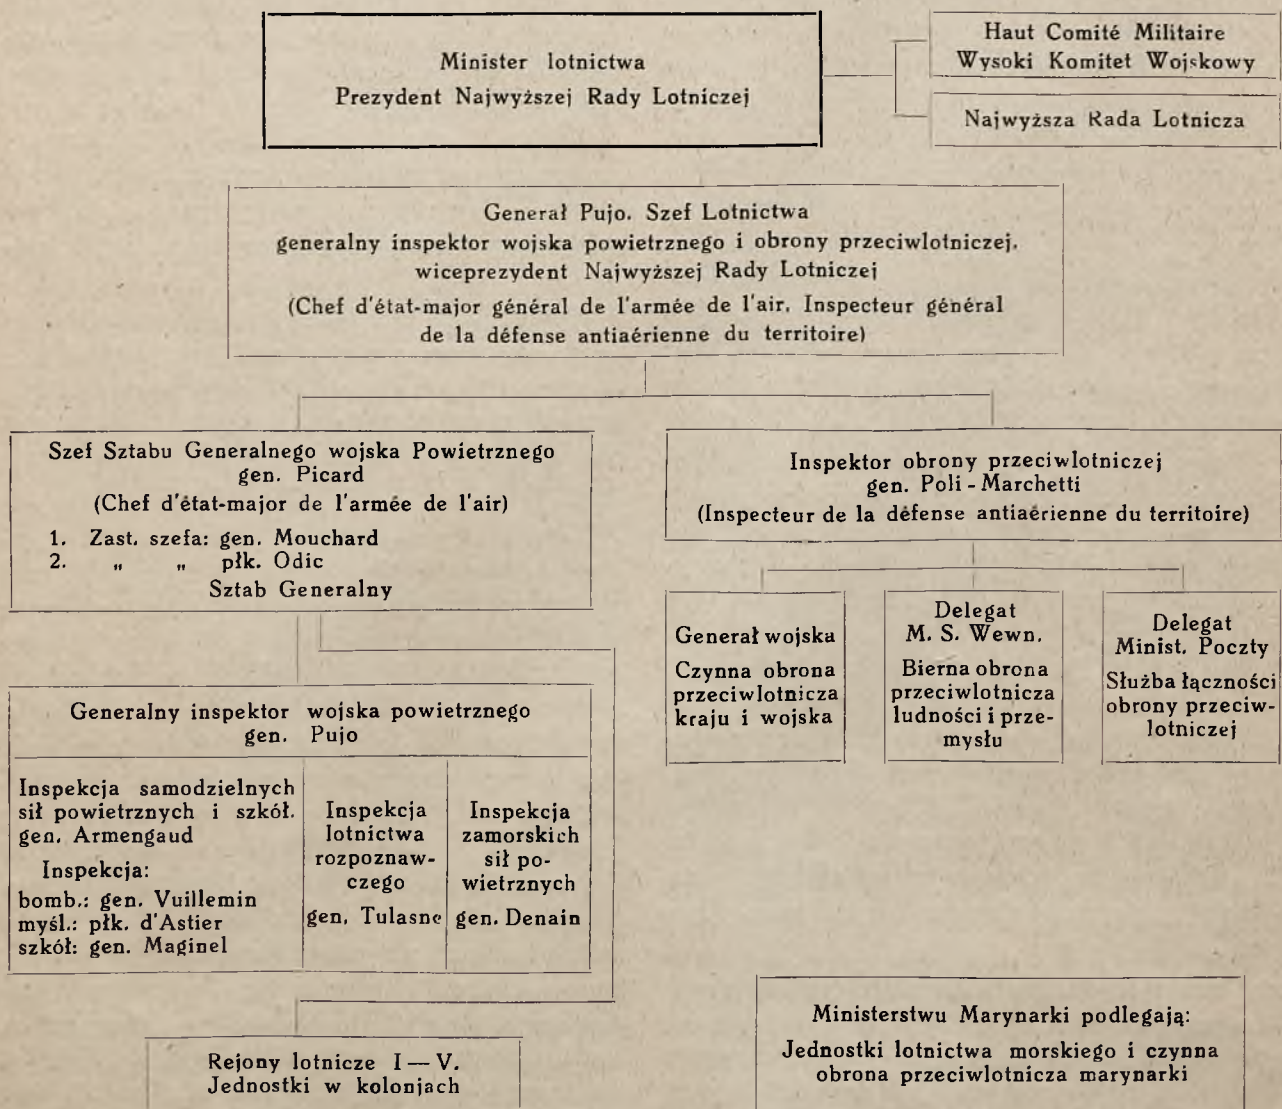 Minister lotnictwa
Prezydent Najwyższej Rady Lotniczej
Haut Comité Militaire
Wysoki Komitet Wojskowy
Najwyższa Rada Lotnicza
Generał Pujo. Szef Lotnictwa
generalny inspektor wojska powietrznego i obrony przeciwlotniczej.
wiceprezydent Najwyższej Rady Lotniczej
(Chef d'état-major général de l'armée de l'air. Inspecteur général
de la défense antiaérienne du territoire)
Szef Sztabu Generalnego wojska Powietrznego
gen. Picard
(Chef d'état-major de l'armée de l'air)
1. Zast. szefa: gen. Mouchard
2. „ „ płk. Odic
Sztab Generalny
Inspektor obrony przeciwlotniczej
gen. Poli - Marchetti
(Inspecteur de la défense antiaérienne du territoire)
Generał wojska
Czynna obrona
przeciwlotnicza
kraju i wojska
Delegat
M. S. Wewn.
Bierna obrona
przeciwlotnicza
ludności i prze-
mysłu
Delegat
Minist. Poczty
Służba łączności
obrony przeciw-
lotniczej
Generalny inspektor wojska powietrznego
gen. Pujo
Inspekcja samodzielnych
sił powietrznych i szkół.
gen. Armengaud
Inspekcja:
bomb.: gen. Vuillemin
myśl.: płk. d'Astier
szkół: gen. Maginel
Inspekcja
lotnictwa
rozpoznaw-
czego
gen. Tulasne
Inspekcja
zamorskich
sił po-
wietrznych
gen. Denain
Rejony lotnicze I — V.
Jednostki w kolonjach
Ministerstwu Marynarki podlegają:
Jednostki lotnictwa morskiego i czynna
obrona przeciwlotnicza marynarki